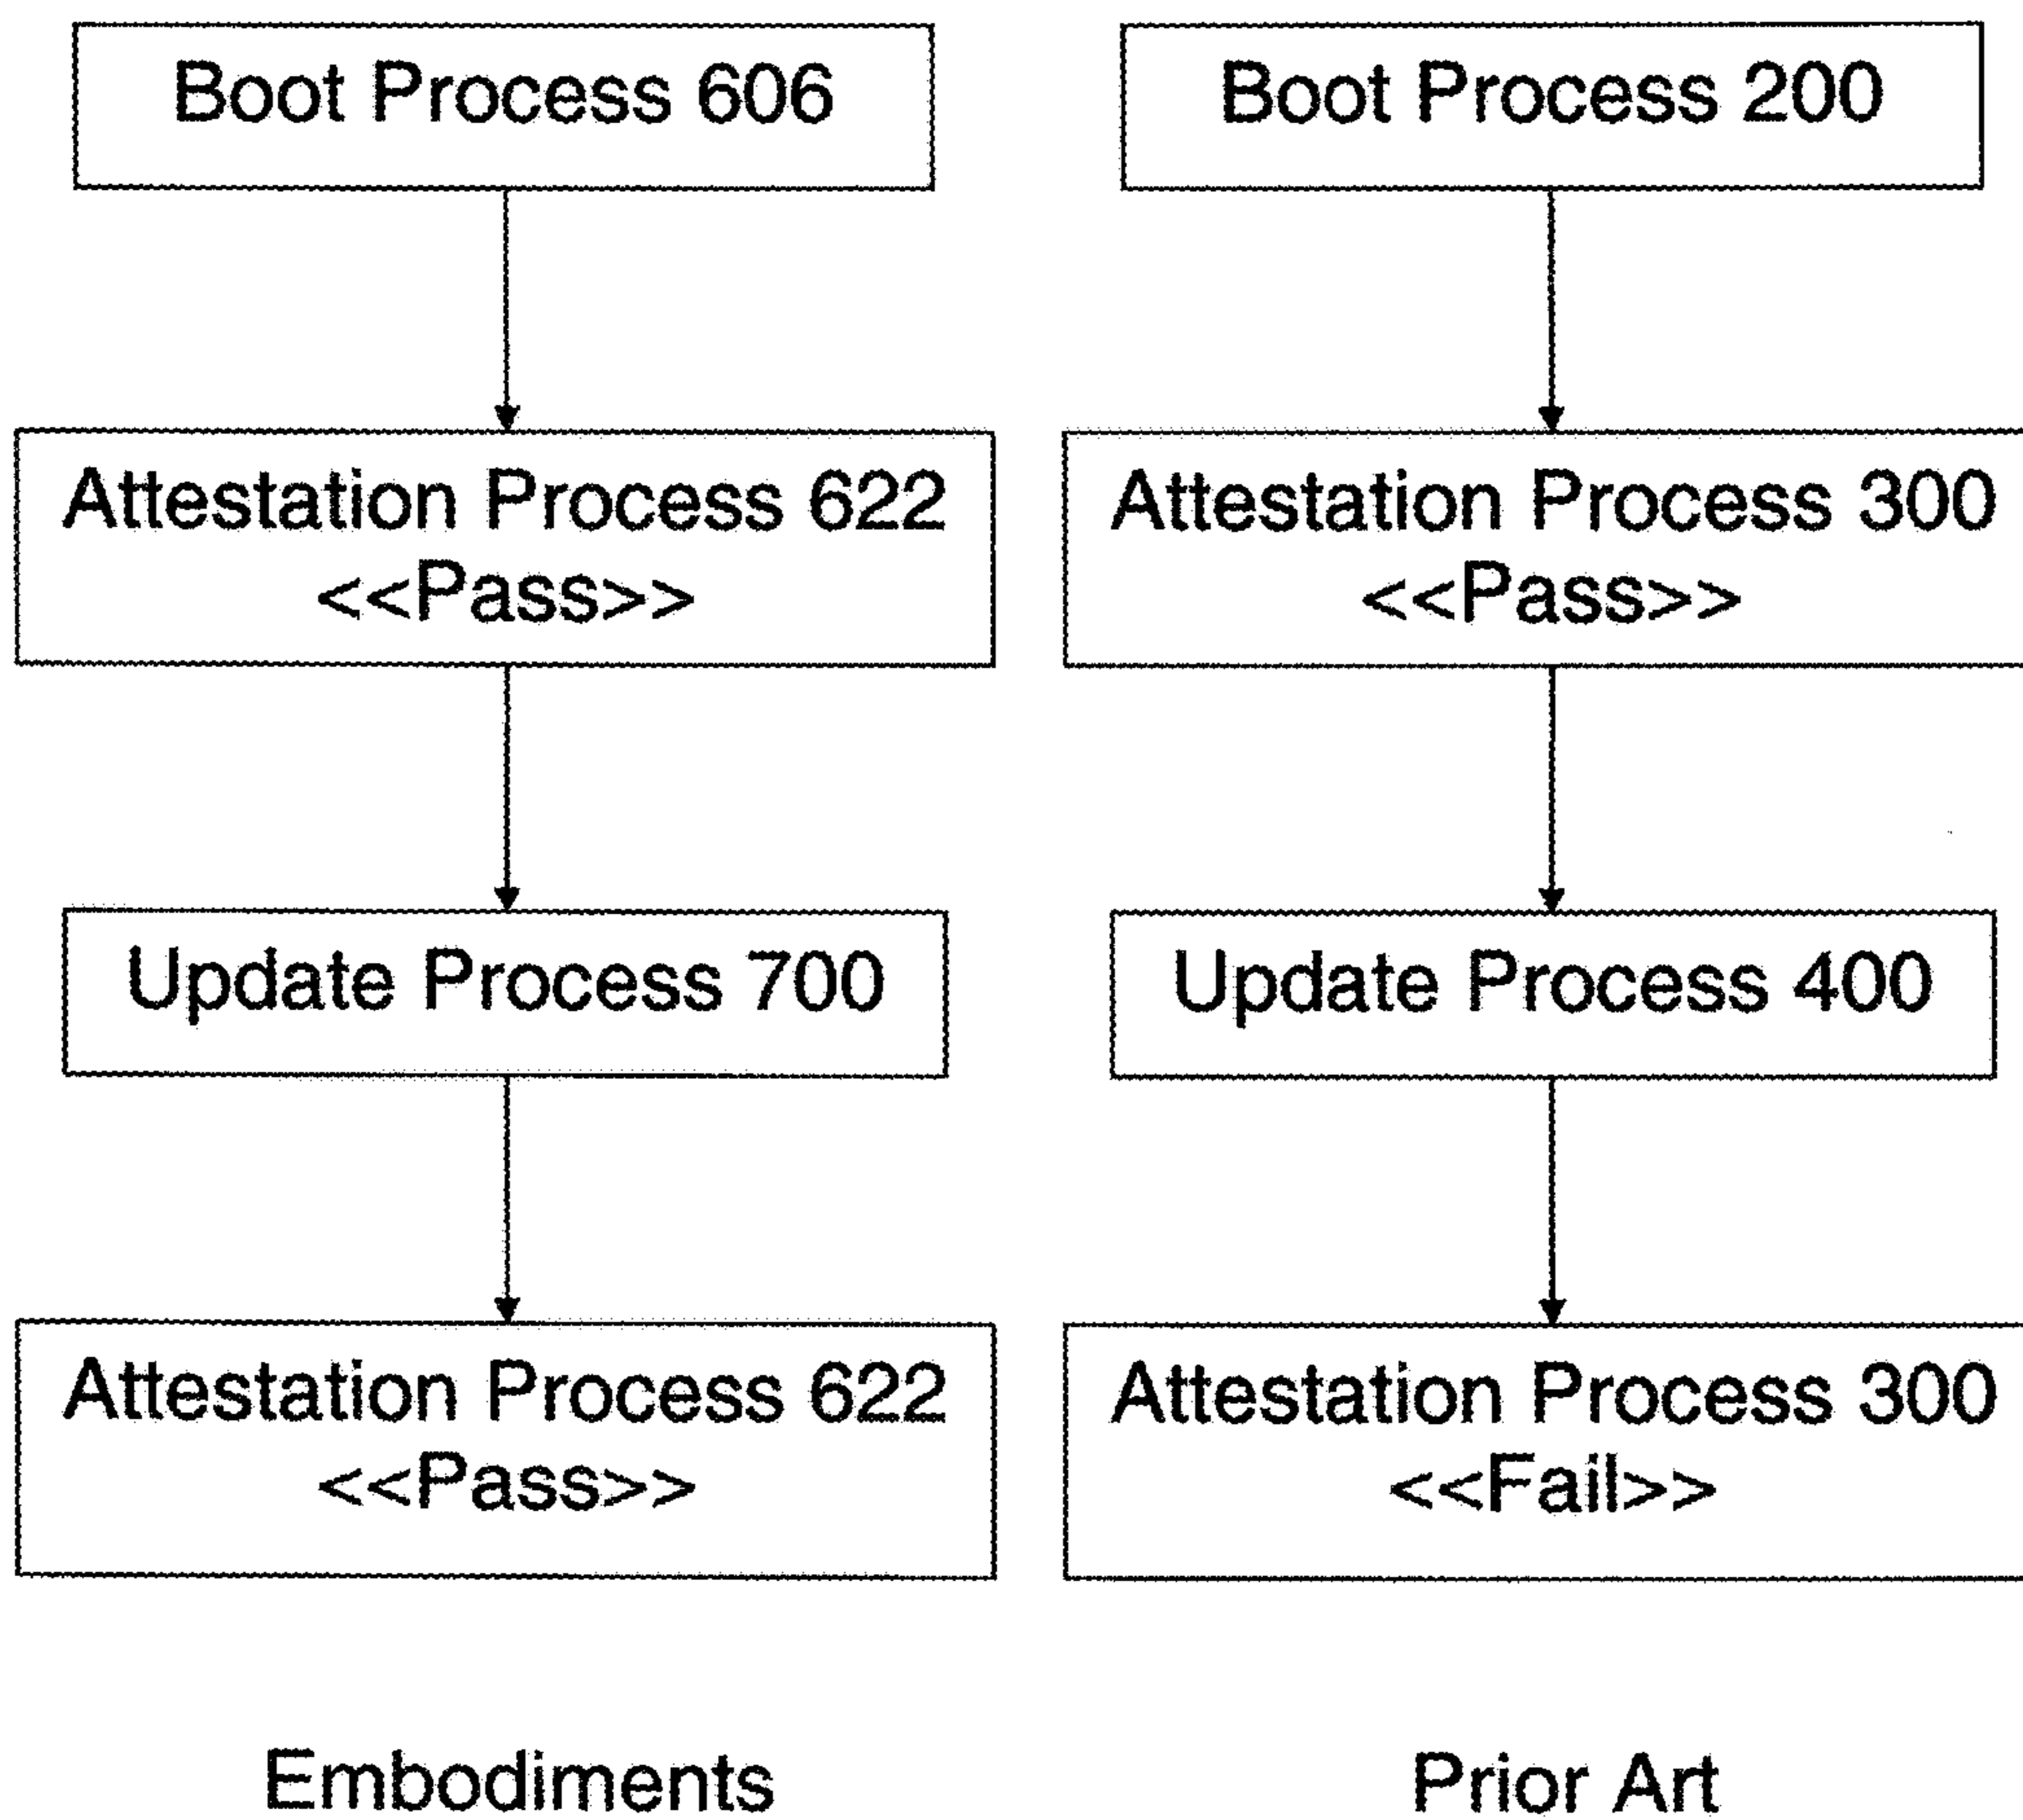 Boot Process 606
Attestation Process 622
<<Pass>>
Update Process 700
Attestation Process 622
<<Pass>>
Embodiments
Boot Process 200
Attestation Process 300
<<Pass>>
Update Process 400
Attestation Process 300
<<Fail>>
Prior Art